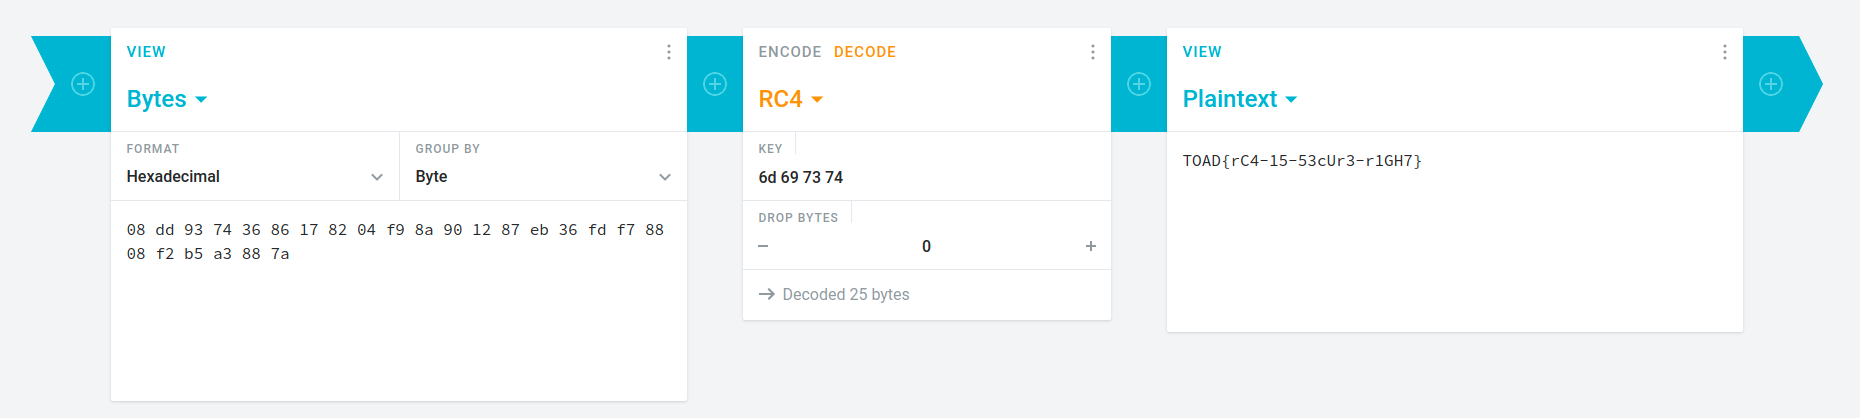 VIEW
Bytes
FORMAT
Hexadecimal
GROUP BY
Byte
08 dd 93 74 36 86 17 82 04 f9 8a 90 12 87 eb 36 fd f7 88
08 f2 b5 a3 88 7a
ENCODE DECODE
RC4
KEY
6d 69 73 74
DROP BYTES
− 0 +
→ Decoded 25 bytes
VIEW
Plaintext
TOAD{rC4-15-53cUr3-r1GH7}